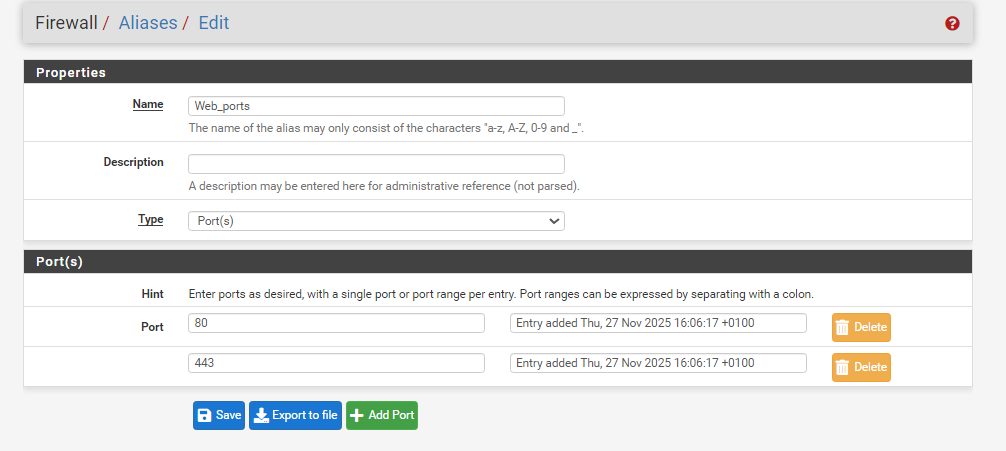 Firewall / Aliases / Edit
Properties
Name
Web_ports
The name of the alias may only consist of the characters "a-z, A-Z, 0-9 and _".
Description
A description may be entered here for administrative reference (not parsed).
Type
Port(s)
Port(s)
Hint
Enter ports as desired, with a single port or port range per entry. Port ranges can be expressed by separating with a colon.
Port
80
Entry added Thu, 27 Nov 2025 16:06:17 +0100
Delete
443
Entry added Thu, 27 Nov 2025 16:06:17 +0100
Delete
Save
Export to file
Add Port